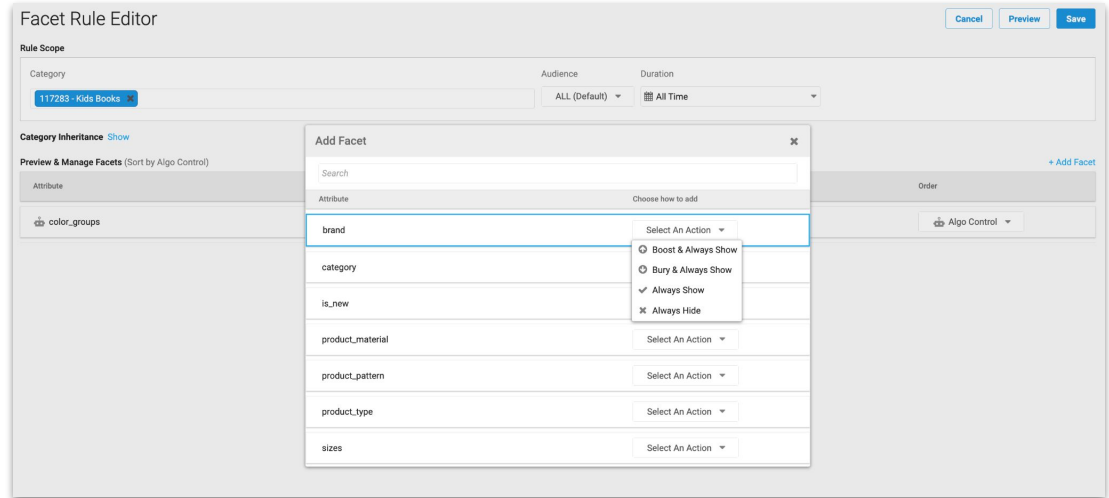 Facet Rule Editor
Cancel Preview Save
Rule Scope
Category Audience Duration
117283 - Kids Books ALL (Default) All Time
Category Inheritance Show
Preview & Manage Facets (Sort by Algo Control) + Add Facet
Attribute Order
color_groups Algo Control
Add Facet
Search
Attribute Choose how to add
brand Select An Action
Boost & Always Show
Bury & Always Show
Always Show
Always Hide
category
is_new
product_material Select An Action
product_pattern Select An Action
product_type Select An Action
sizes Select An Action